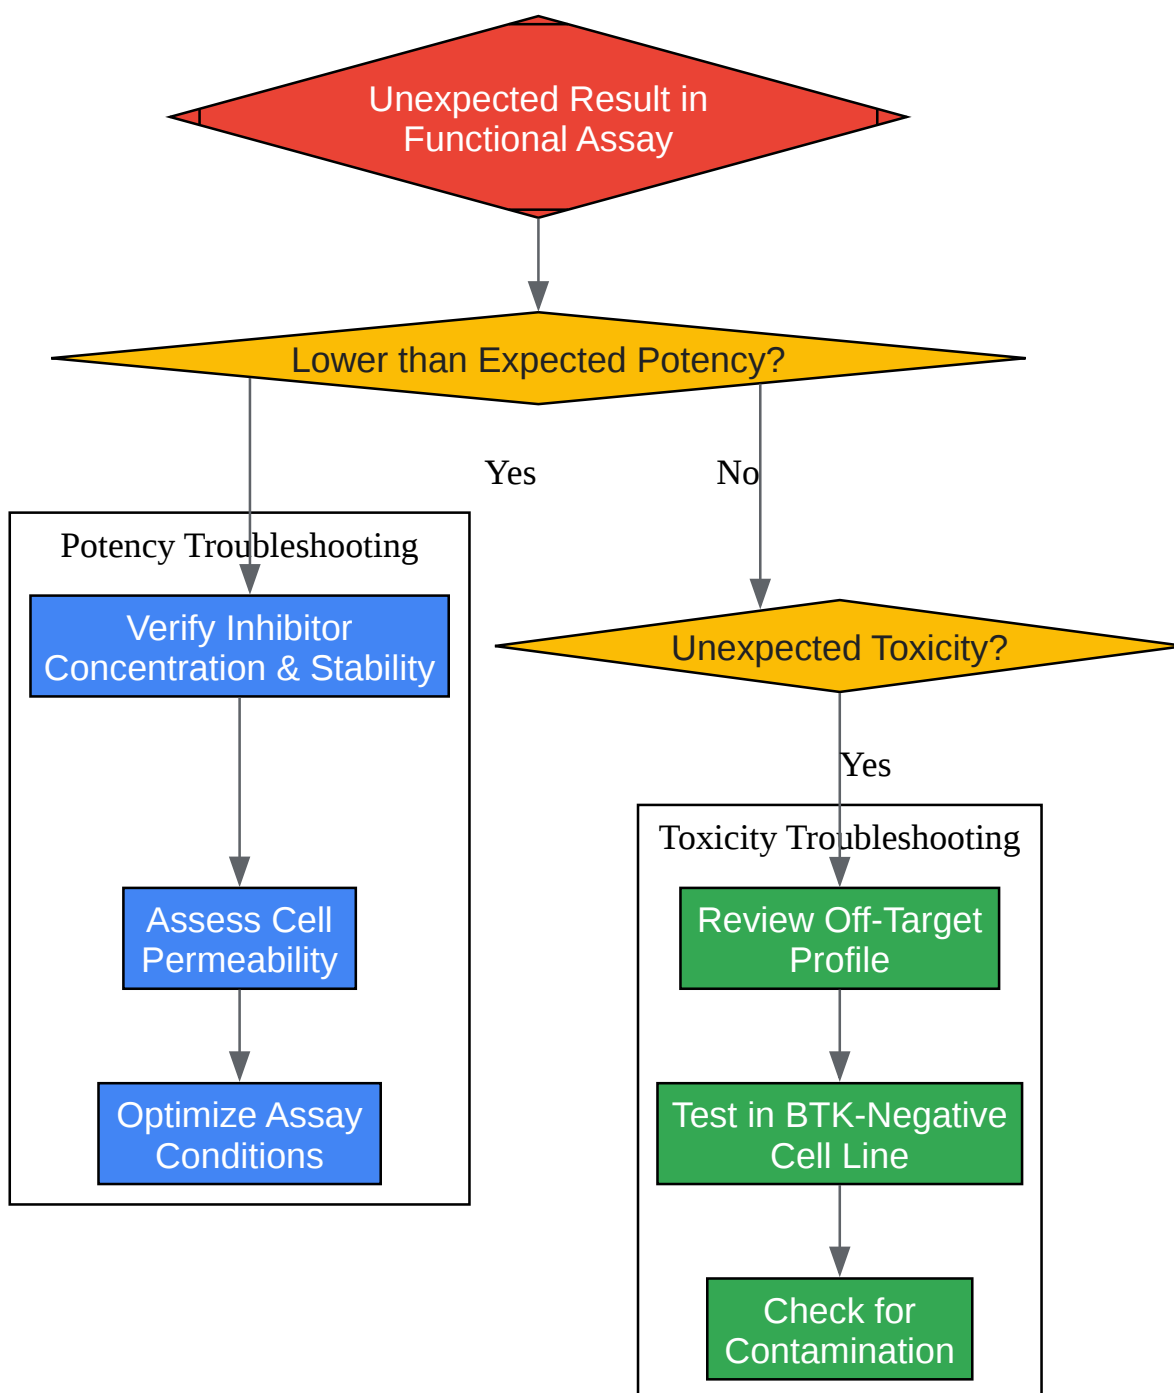 Unexpected Result in
Functional Assay
Lower than Expected Potency?
Yes
No
Potency Troubleshooting
Verify Inhibitor
Concentration & Stability
Assess Cell
Permeability
Optimize Assay
Conditions
Unexpected Toxicity?
Yes
Toxicity Troubleshooting
Review Off-Target
Profile
Test in BTK-Negative
Cell Line
Check for
Contamination